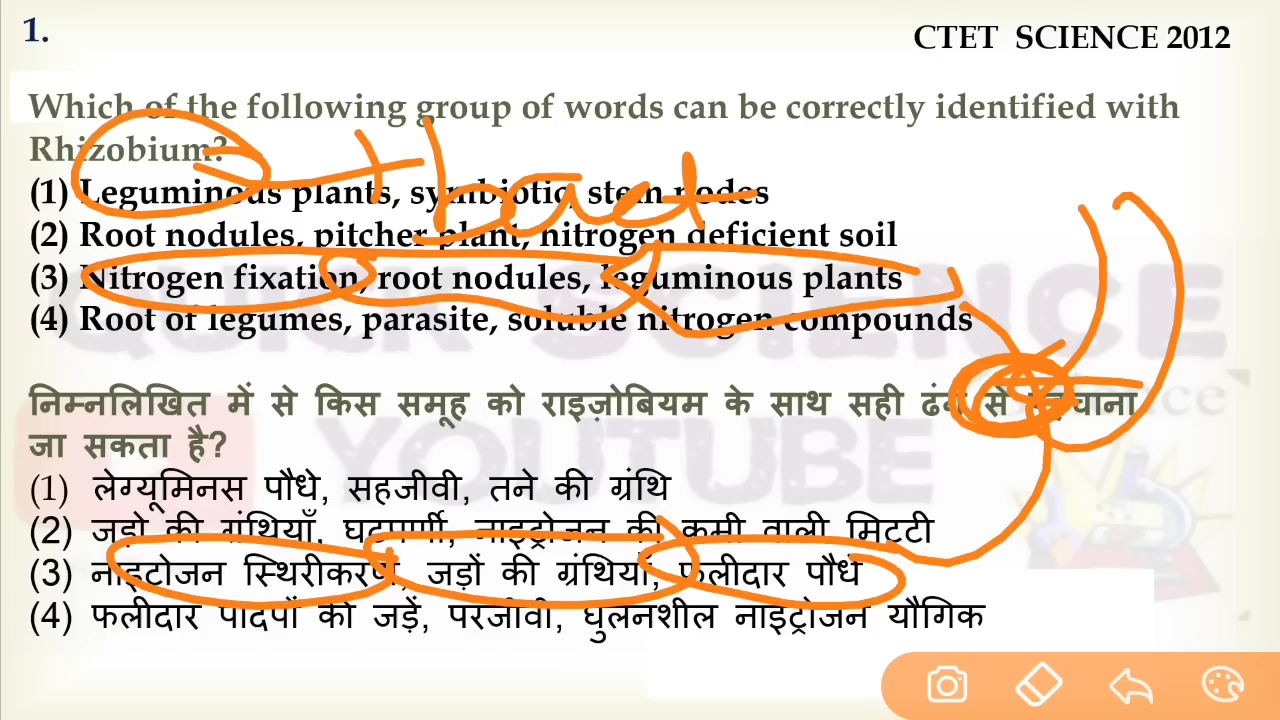 1.
CTET SCIENCE 2012
Which of the following group of words can be correctly identified with
Rhizobium?
(1) Leguminous plants, symbiotic, stem nodes
(2) Root nodules, pitcher plant, nitrogen deficient soil
(3) Nitrogen fixation, root nodules, leguminous plants
(4) Root of legumes, parasite, soluble nitrogen compounds
bact
QUICK SCIENCE
YOUTUBE
निम्नलिखित में से किस समूह को राइज़ोबियम के साथ सही ढंग से पहचाना
जा सकता है?
(1) लेग्यूमिनस पौधे, सहजीवी, तने की ग्रंथि
(2) जड़ो की ग्रंथियाँ, घटपर्णी, नाइट्रोजन की कमी वाली मिट्टी
(3) नाइटोजन स्थिरीकरण, जड़ों की ग्रंथियाँ, फलीदार पौधे
(4) फलीदार पादपों की जड़ें, परजीवी, घुलनशील नाइट्रोजन यौगिक